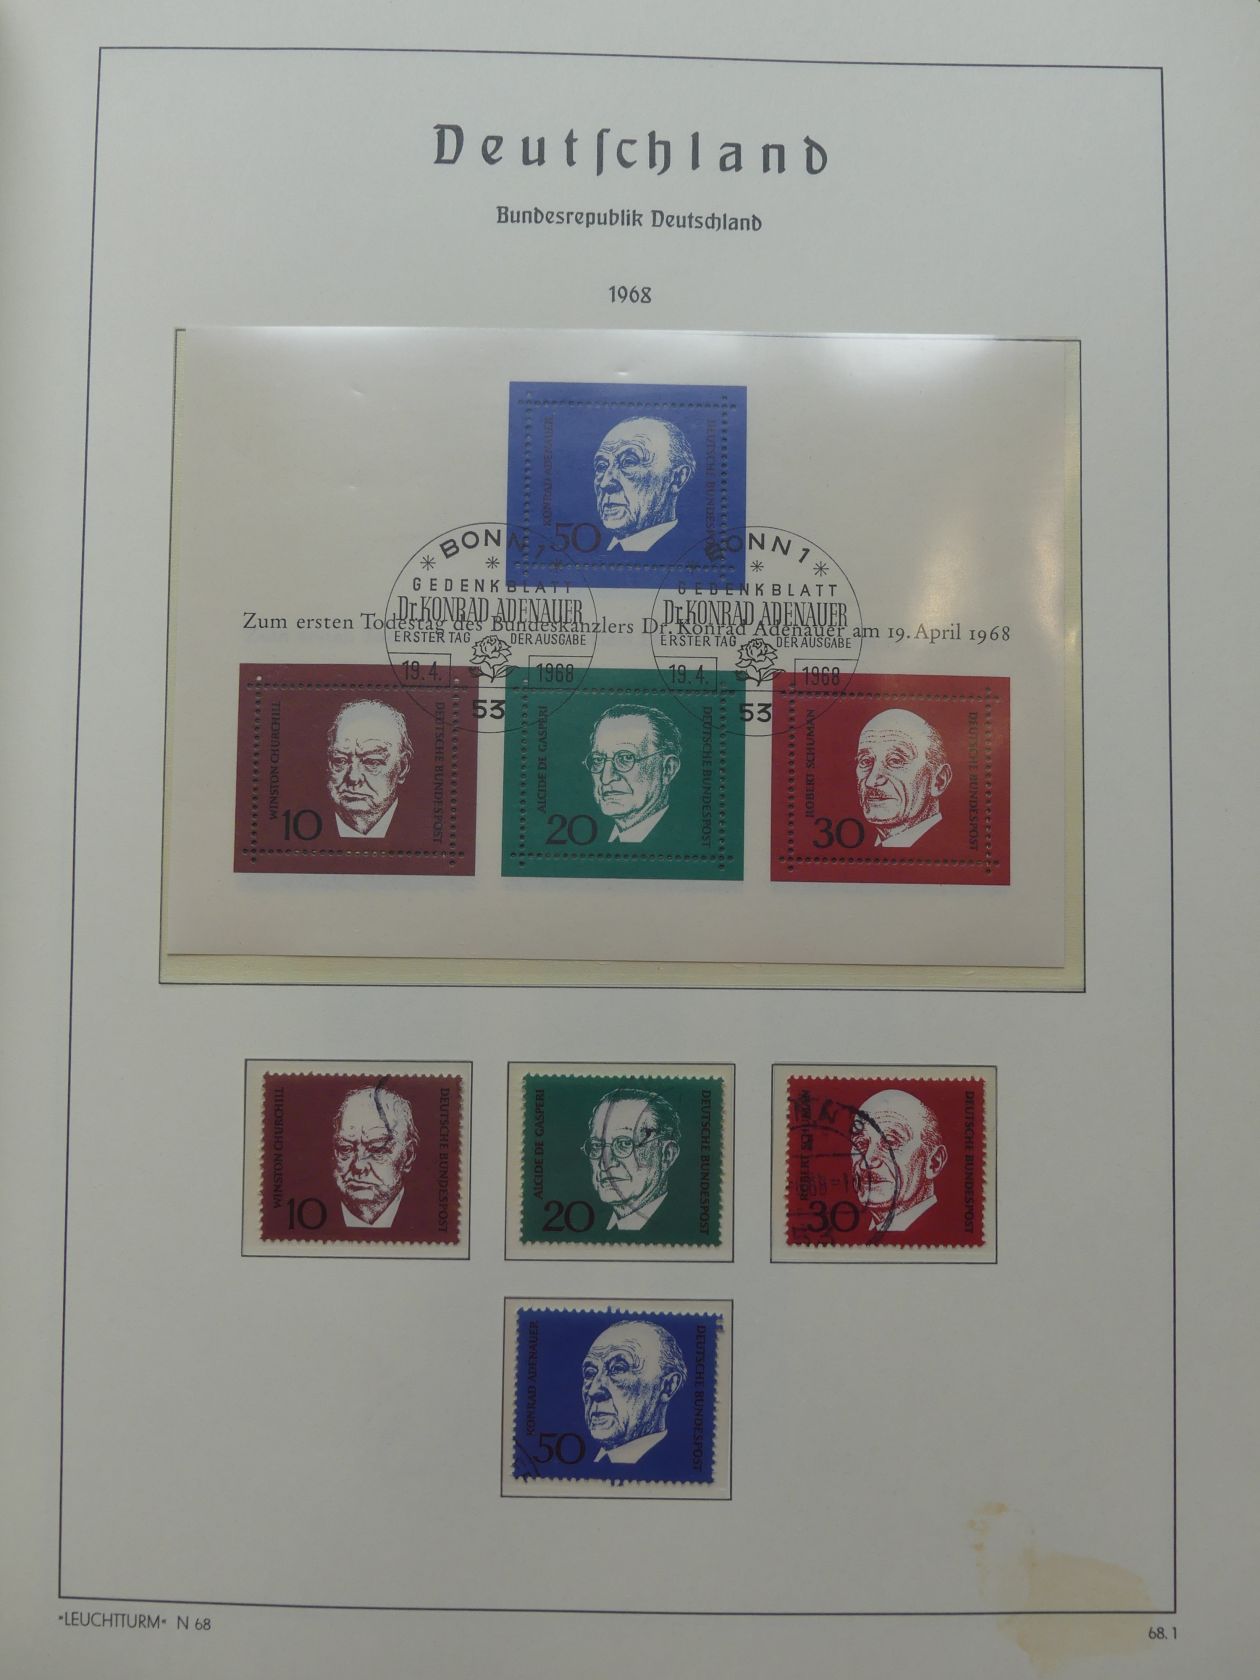 Deutſchland
Bundesrepublik Deutschland
1968
KONRAD ADENAUER
50
DEUTSCHE BUNDESPOST
BONN 1
GEDENKBLATT
Dr. KONRAD ADENAUER
ERSTER TAG DER AUSGABE
19.4. 1968
53
BONN 1
GEDENKBLATT
Dr. KONRAD ADENAUER
ERSTER TAG DER AUSGABE
19.4. 1968
53
Zum ersten Todestag des Bundeskanzlers Dr. Konrad Adenauer am 19. April 1968
WINSTON CHURCHILL
10
DEUTSCHE BUNDESPOST
ALCIDE DE GASPERI
20
DEUTSCHE BUNDESPOST
ROBERT SCHUMAN
30
DEUTSCHE BUNDESPOST
WINSTON CHURCHILL
10
DEUTSCHE BUNDESPOST
ALCIDE DE GASPERI
20
DEUTSCHE BUNDESPOST
ROBERT SCHUMAN
30
DEUTSCHE BUNDESPOST
KONRAD ADENAUER
50
DEUTSCHE BUNDESPOST
»LEUCHTTURM« N 68
68.1